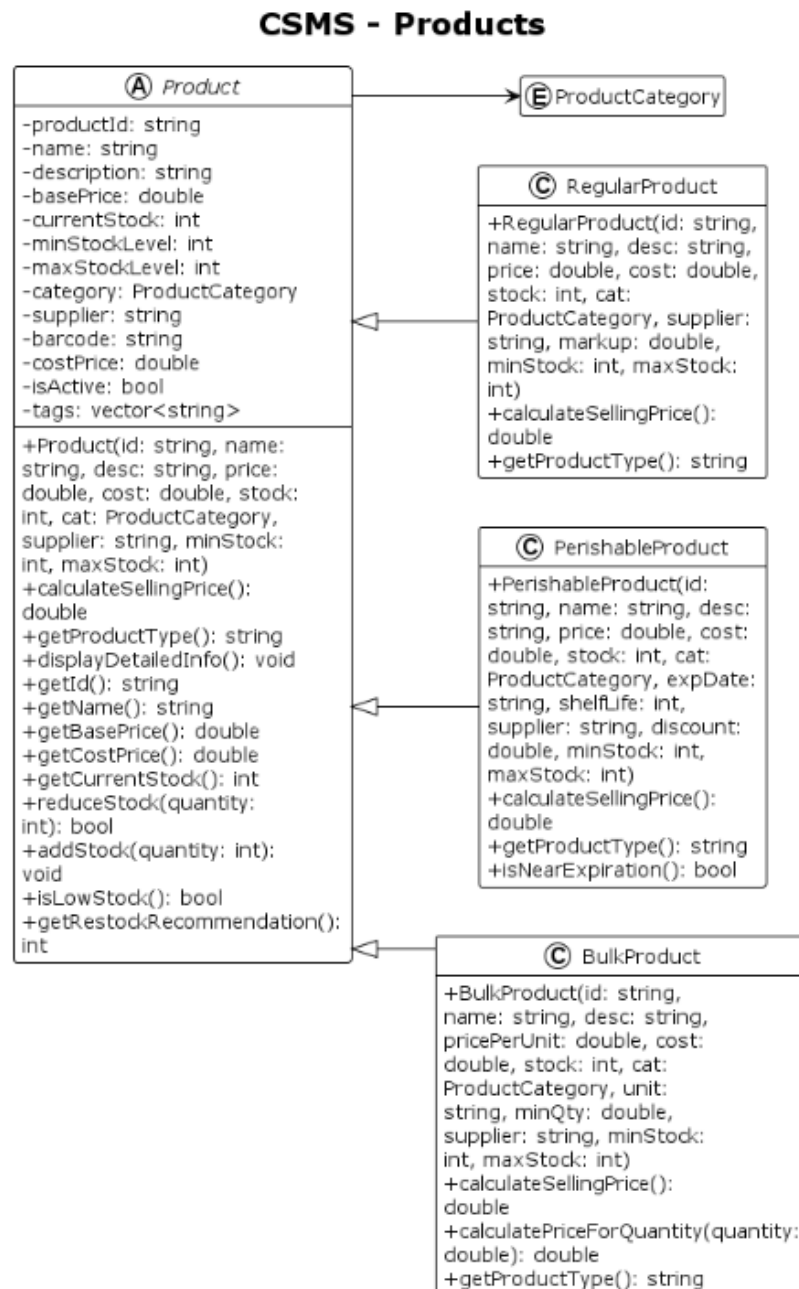 CSMS - Products
A Product
-productId: string
-name: string
-description: string
-basePrice: double
-currentStock: int
-minStockLevel: int
-maxStockLevel: int
-category: ProductCategory
-supplier: string
-barcode: string
-costPrice: double
-isActive: bool
-tags: vector<string>
+Product(id: string, name:
string, desc: string, price:
double, cost: double, stock:
int, cat: ProductCategory,
supplier: string, minStock:
int, maxStock: int)
+calculateSellingPrice():
double
+getProductType(): string
+displayDetailedInfo(): void
+getId(): string
+getName(): string
+getBasePrice(): double
+getCostPrice(): double
+getCurrentStock(): int
+reduceStock(quantity:
int): bool
+addStock(quantity: int):
void
+isLowStock(): bool
+getRestockRecommendation():
int
E ProductCategory
C RegularProduct
+RegularProduct(id: string,
name: string, desc: string,
price: double, cost: double,
stock: int, cat:
ProductCategory, supplier:
string, markup: double,
minStock: int, maxStock:
int)
+calculateSellingPrice():
double
+getProductType(): string
C PerishableProduct
+PerishableProduct(id:
string, name: string, desc:
string, price: double, cost:
double, stock: int, cat:
ProductCategory, expDate:
string, shelfLife: int,
supplier: string, discount:
double, minStock: int,
maxStock: int)
+calculateSellingPrice():
double
+getProductType(): string
+isNearExpiration(): bool
C BulkProduct
+BulkProduct(id: string,
name: string, desc: string,
pricePerUnit: double, cost:
double, stock: int, cat:
ProductCategory, unit:
string, minQty: double,
supplier: string, minStock:
int, maxStock: int)
+calculateSellingPrice():
double
+calculatePriceForQuantity(quantity:
double): double
+getProductType(): string